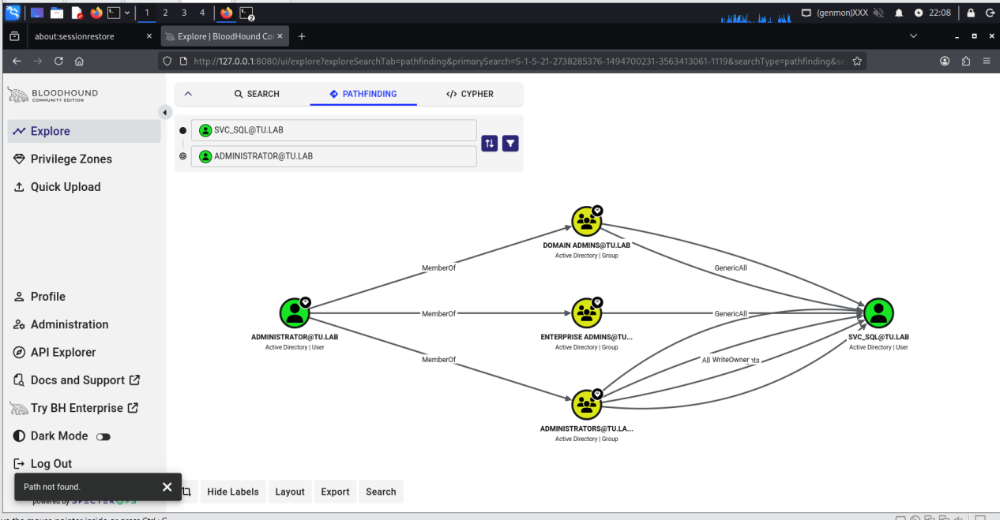 1 2 3 4 2 (genmon)XXX 22:08
about:sessionrestore × Explore | BloodHound Co × +
http://127.0.0.1:8080/ui/explore?exploreSearchTab=pathfinding&primarySearch=S-1-5-21-2738285376-1494700231-3563413061-1119&searchType=pathfinding&se
BLOODHOUND
COMMUNITY EDITION
SEARCH PATHFINDING </> CYPHER
SVC_SQL@TU.LAB
ADMINISTRATOR@TU.LAB
Explore
Privilege Zones
Quick Upload
Profile
Administration
API Explorer
Docs and Support
Try BH Enterprise
Dark Mode
Log Out
DOMAIN ADMINS@TU.LAB
Active Directory | Group
MemberOf
GenericAll
MemberOf
GenericAll
ADMINISTRATOR@TU.LAB
Active Directory | User
ENTERPRISE ADMINS@TU...
Active Directory | Group
SVC_SQL@TU.LAB
Active Directory | User
MemberOf
All WriteOwner
ADMINISTRATORS@TU.LA...
Active Directory | Group
Path not found.
powered by SPECTEROPS
Hide Labels Layout Export Search
the mouse pointer inside or press Ctrl+G